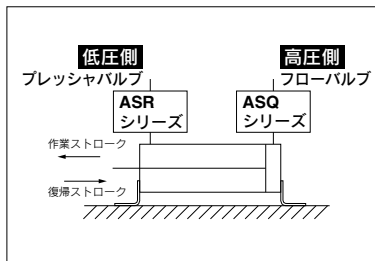 低圧側
プレッシャバルブ
高圧側
フローバルブ
ASR
シリーズ
ASQ
シリーズ
作業ストローク
復帰ストローク